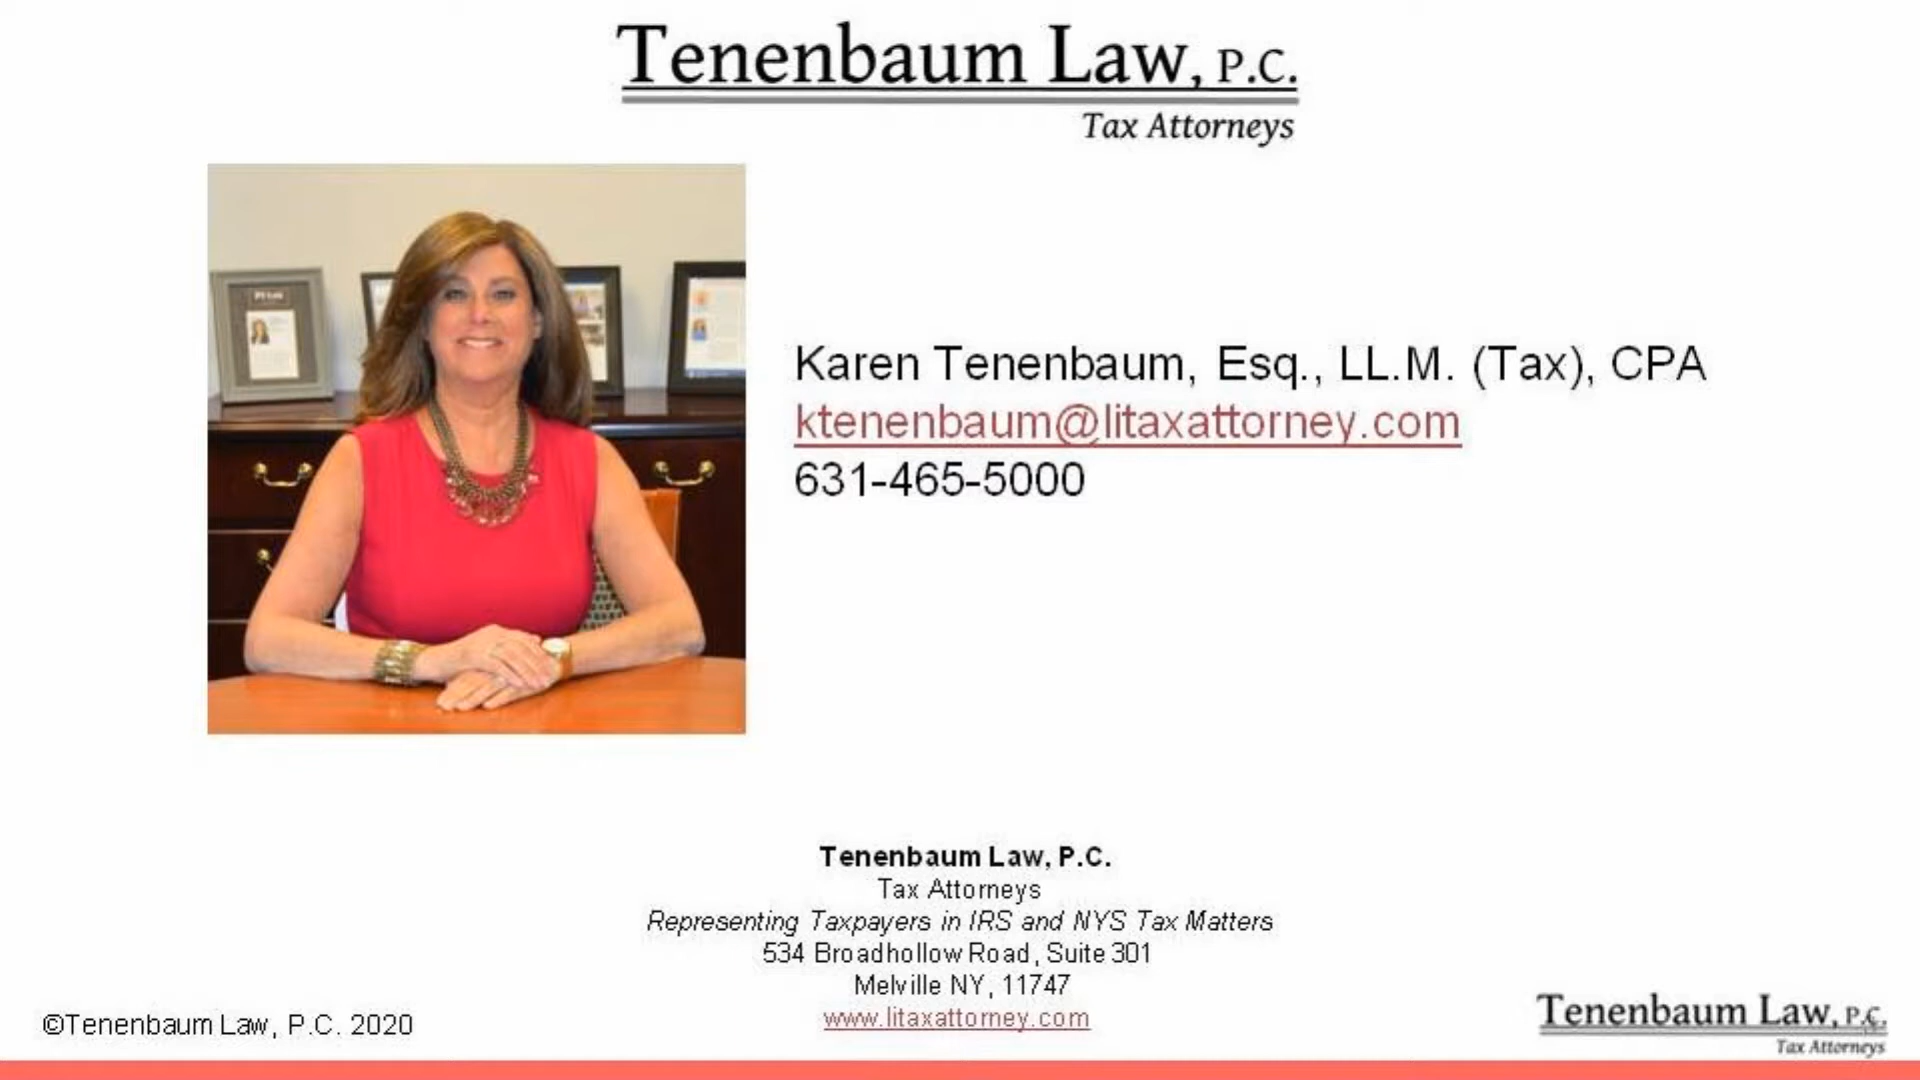 Tenenbaum Law, P.C.
Tax Attorneys
Karen Tenenbaum, Esq., LL.M. (Tax), CPA
ktenenbaum@litaxattorney.com
631-465-5000
Tenenbaum Law, P.C.
Tax Attorneys
Representing Taxpayers in IRS and NYS Tax Matters
534 Broadhollow Road, Suite 301
Melville NY, 11747
www.litaxattorney.com
©Tenenbaum Law, P.C. 2020
Tenenbaum Law, P.C.
Tax Attorneys